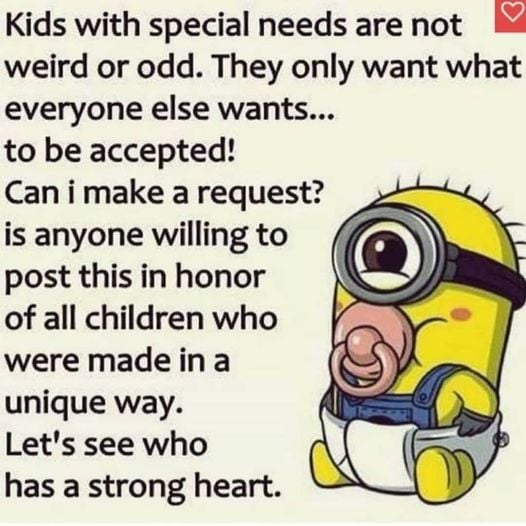 Kids with special needs are not
weird or odd. They only want what
everyone else wants...
to be accepted!
Can i make a request?
is anyone willing to
post this in honor
of all children who
were made in a
unique way.
Let's see who
has a strong heart.